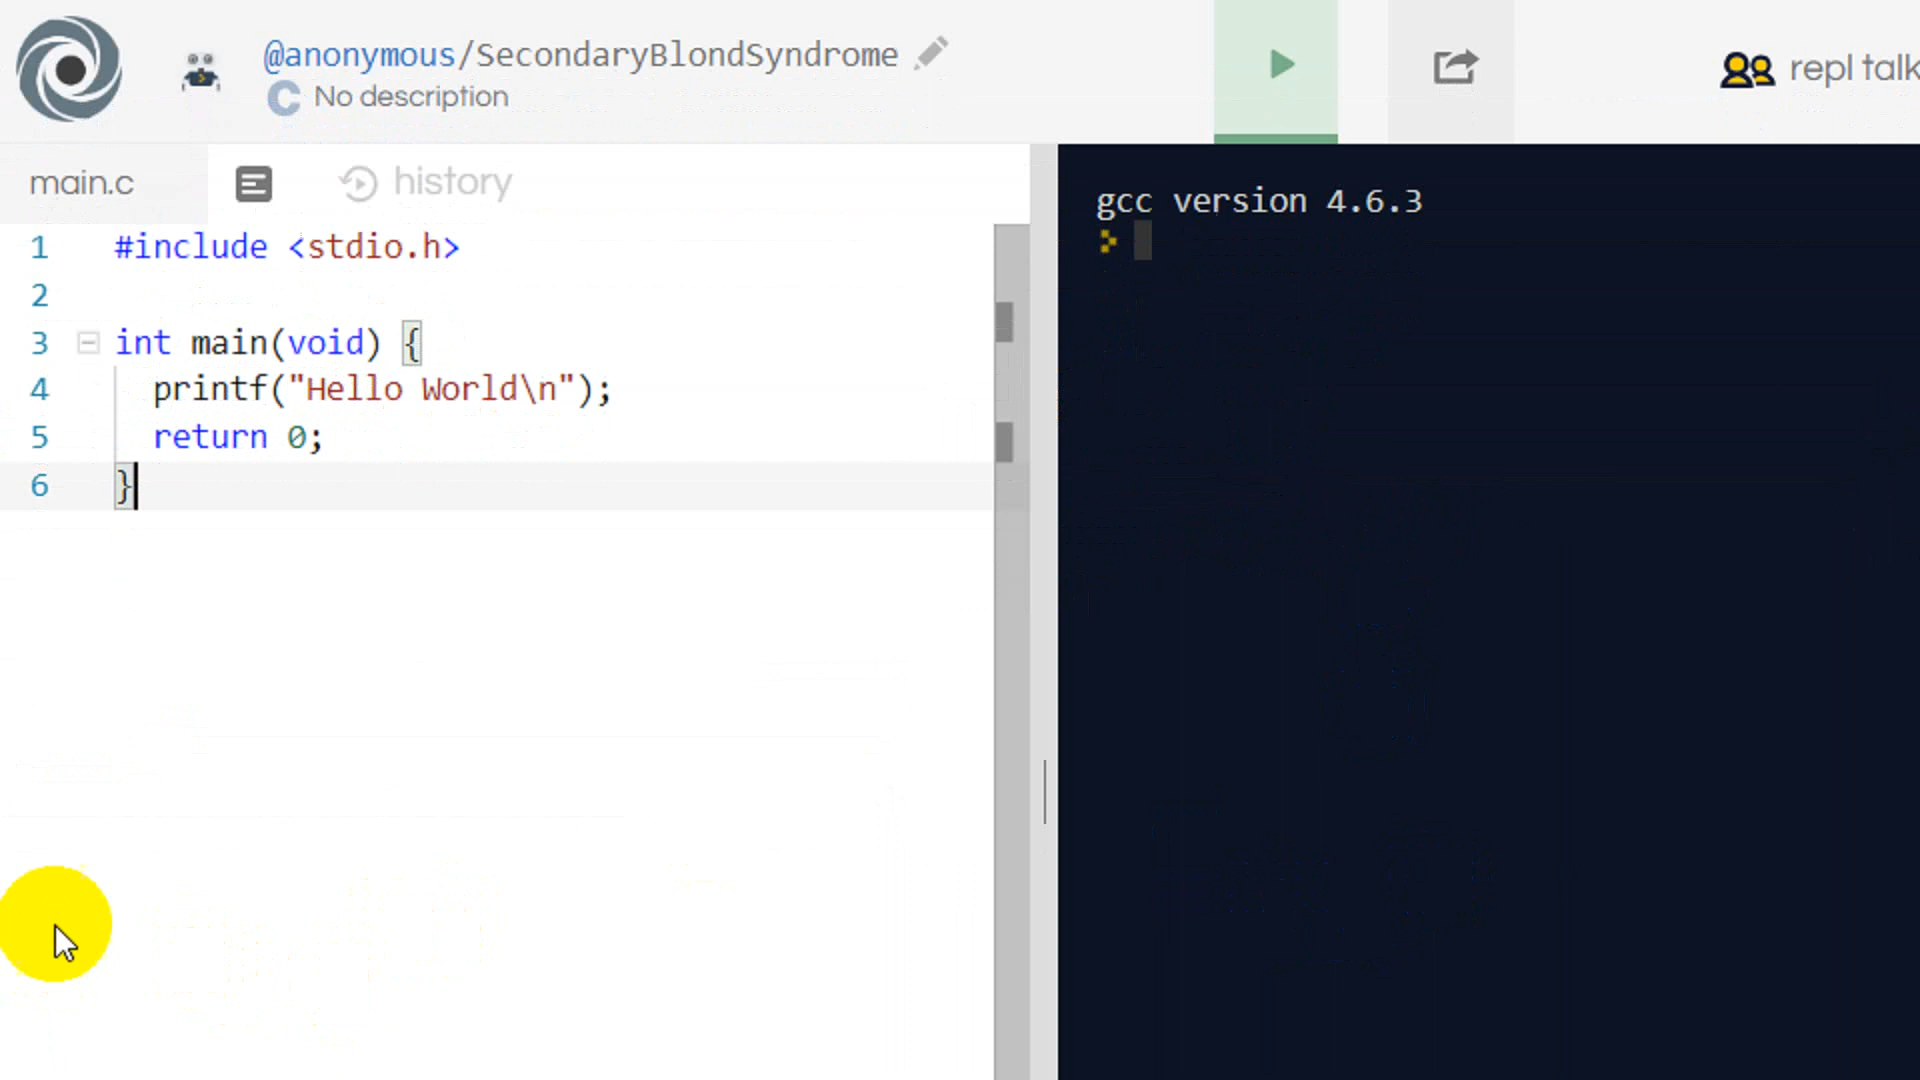 @anonymous/SecondaryBlondSyndrome
No description
repl talk
main.c
history
1 #include <stdio.h>
2
3 int main(void) {
4   printf("Hello World\n");
5   return 0;
6 }
gcc version 4.6.3